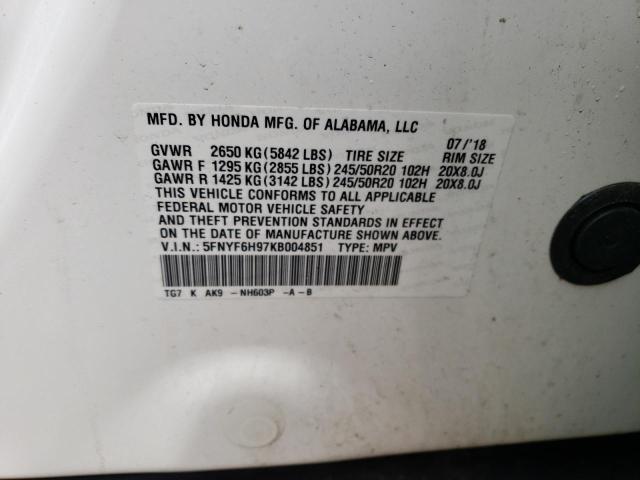 MFD. BY HONDA MFG. OF ALABAMA, LLC
07/'18
GVWR 2650 KG(5842 LBS) TIRE SIZE RIM SIZE
GAWR F 1295 KG(2855 LBS) 245/50R20 102H 20X8.0J
GAWR R 1425 KG(3142 LBS) 245/50R20 102H 20X8.0J
THIS VEHICLE CONFORMS TO ALL APPLICABLE
FEDERAL MOTOR VEHICLE SAFETY
AND THEFT PREVENTION STANDARDS IN EFFECT
ON THE DATE OF MANUFACTURE SHOWN ABOVE.
V.I.N.: 5FNYF6H97KB004851 TYPE: MPV
TG7 K AK9 -NH603P -A-B